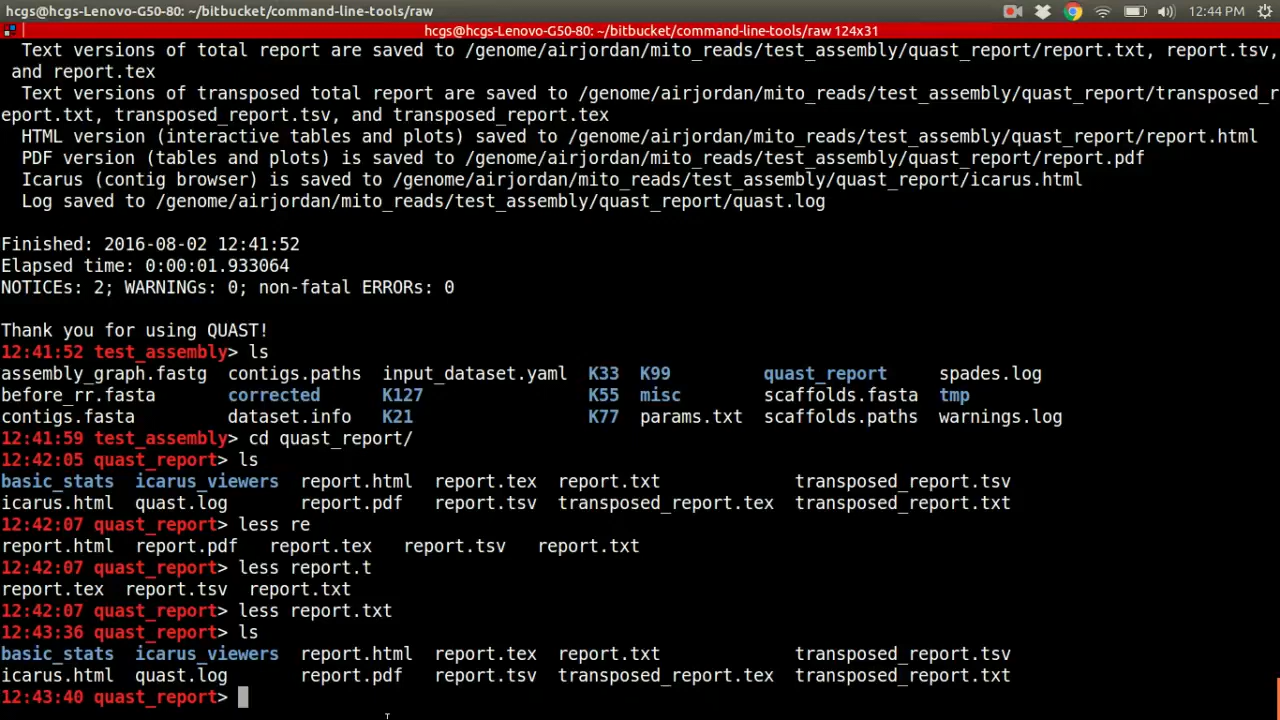 hcgs@hcgs-Lenovo-G50-80: ~/bitbucket/command-line-tools/raw 12:44 PM
hcgs@hcgs-Lenovo-G50-80: ~/bitbucket/command-line-tools/raw 124x31
Text versions of total report are saved to /genome/airjordan/mito_reads/test_assembly/quast_report/report.txt, report.tsv,
and report.tex
Text versions of transposed total report are saved to /genome/airjordan/mito_reads/test_assembly/quast_report/transposed_r
eport.txt, transposed_report.tsv, and transposed_report.tex
HTML version (interactive tables and plots) saved to /genome/airjordan/mito_reads/test_assembly/quast_report/report.html
PDF version (tables and plots) is saved to /genome/airjordan/mito_reads/test_assembly/quast_report/report.pdf
Icarus (contig browser) is saved to /genome/airjordan/mito_reads/test_assembly/quast_report/icarus.html
Log saved to /genome/airjordan/mito_reads/test_assembly/quast_report/quast.log
Finished: 2016-08-02 12:41:52
Elapsed time: 0:00:01.933064
NOTICEs: 2; WARNINGs: 0; non-fatal ERRORs: 0
Thank you for using QUAST!
12:41:52 test_assembly> ls
assembly_graph.fastg contigs.paths input_dataset.yaml K33 K99 quast_report spades.log
before_rr.fasta corrected K127 K55 misc scaffolds.fasta tmp
contigs.fasta dataset.info K21 K77 params.txt scaffolds.paths warnings.log
12:41:59 test_assembly> cd quast_report/
12:42:05 quast_report> ls
basic_stats icarus_viewers report.html report.tex report.txt transposed_report.tsv
icarus.html quast.log report.pdf report.tsv transposed_report.tex transposed_report.txt
12:42:07 quast_report> less re
report.html report.pdf report.tex report.tsv report.txt
12:42:07 quast_report> less report.t
report.tex report.tsv report.txt
12:42:07 quast_report> less report.txt
12:43:36 quast_report> ls
basic_stats icarus_viewers report.html report.tex report.txt transposed_report.tsv
icarus.html quast.log report.pdf report.tsv transposed_report.tex transposed_report.txt
12:43:40 quast_report>